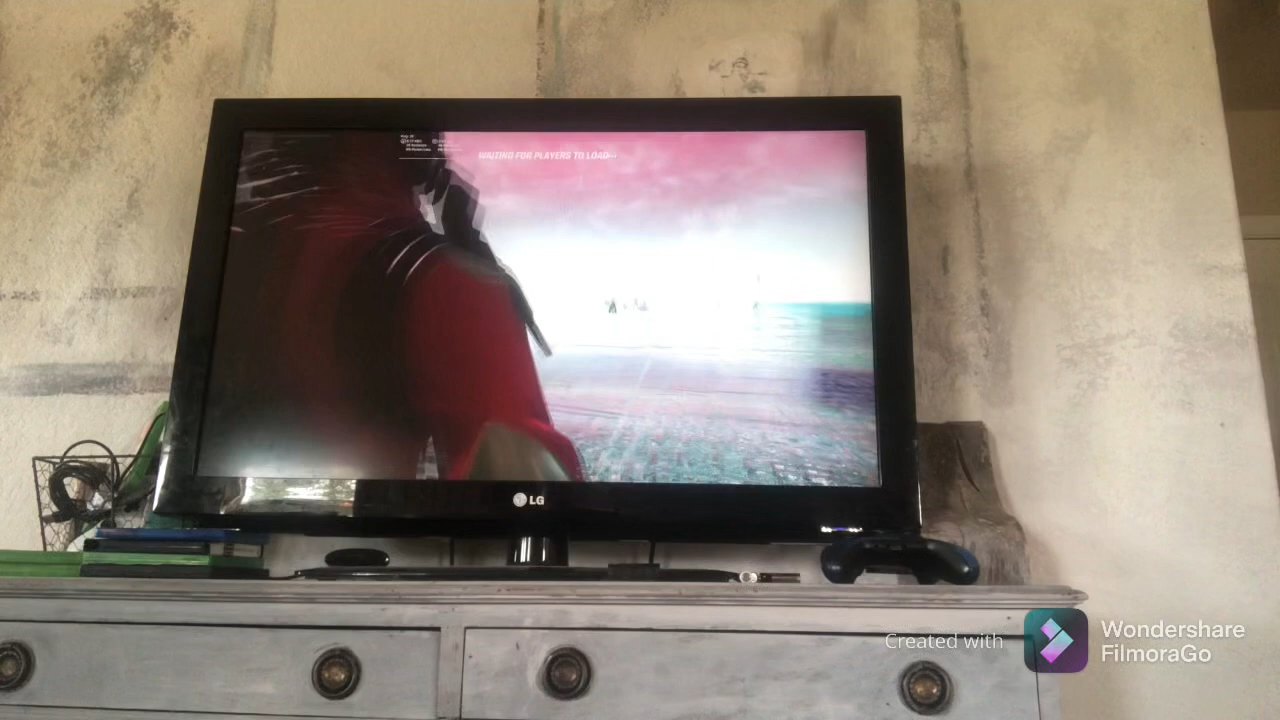 WAITING FOR PLAYERS TO LOAD...
LG
Created with
Wondershare
FilmoraGo